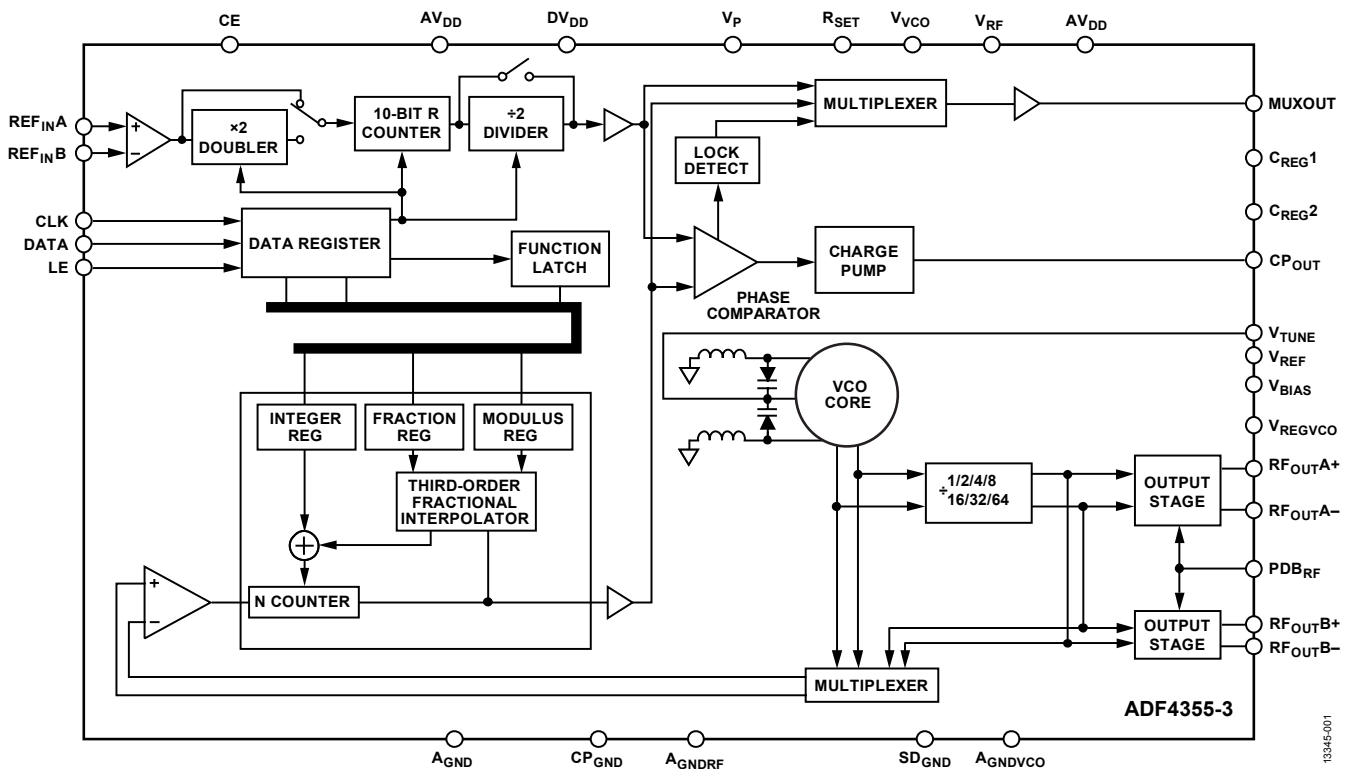 CE
AVDD
DVDD
VP
RSET
VVCO
VRF
AVDD
REFINA
REFINB
+
−
×2
DOUBLER
10-BIT R
COUNTER
÷2
DIVIDER
MULTIPLEXER
MUXOUT
LOCK
DETECT
CREG1
CREG2
CLK
DATA
LE
DATA REGISTER
FUNCTION
LATCH
CHARGE
PUMP
CPOUT
PHASE
COMPARATOR
VTUNE
VREF
VBIAS
VREGVCO
VCO
CORE
INTEGER
REG
FRACTION
REG
MODULUS
REG
THIRD-ORDER
FRACTIONAL
INTERPOLATOR
+
−
N COUNTER
÷ 1/2/4/8
16/32/64
OUTPUT
STAGE
RFOUTA+
RFOUTA−
PDBRF
OUTPUT
STAGE
RFOUTB+
RFOUTB−
MULTIPLEXER
ADF4355-3
AGND
CPGND
AGNDRF
SDGND
AGNDVCO
13345-001